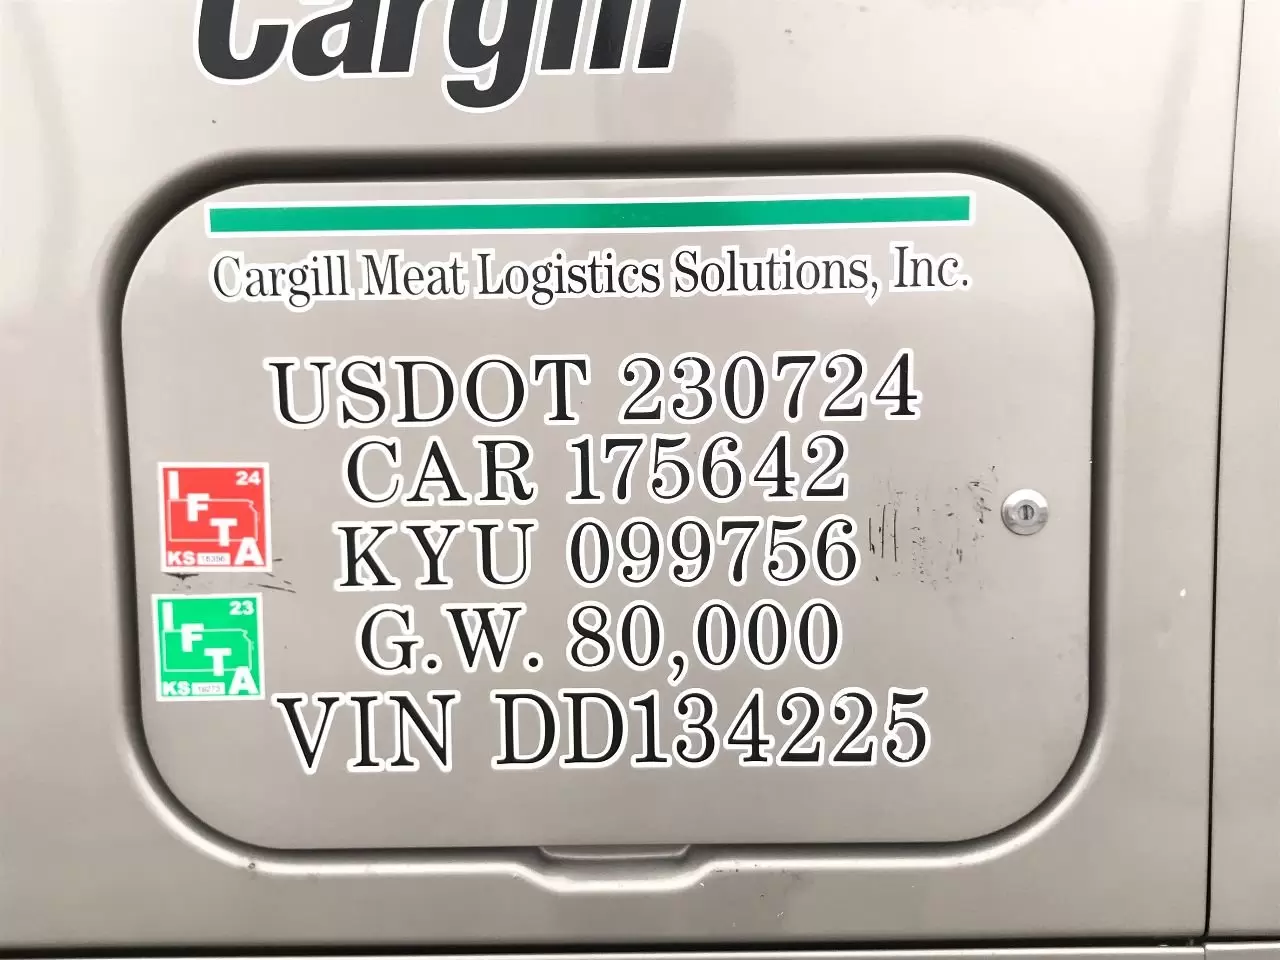 Cargill
Cargill Meat Logistics Solutions, Inc.
USDOT 230724
CAR 175642
KYU 099756
G.W. 80,000
VIN DD134225
24
IFTA
KS
23
IFTA
KS